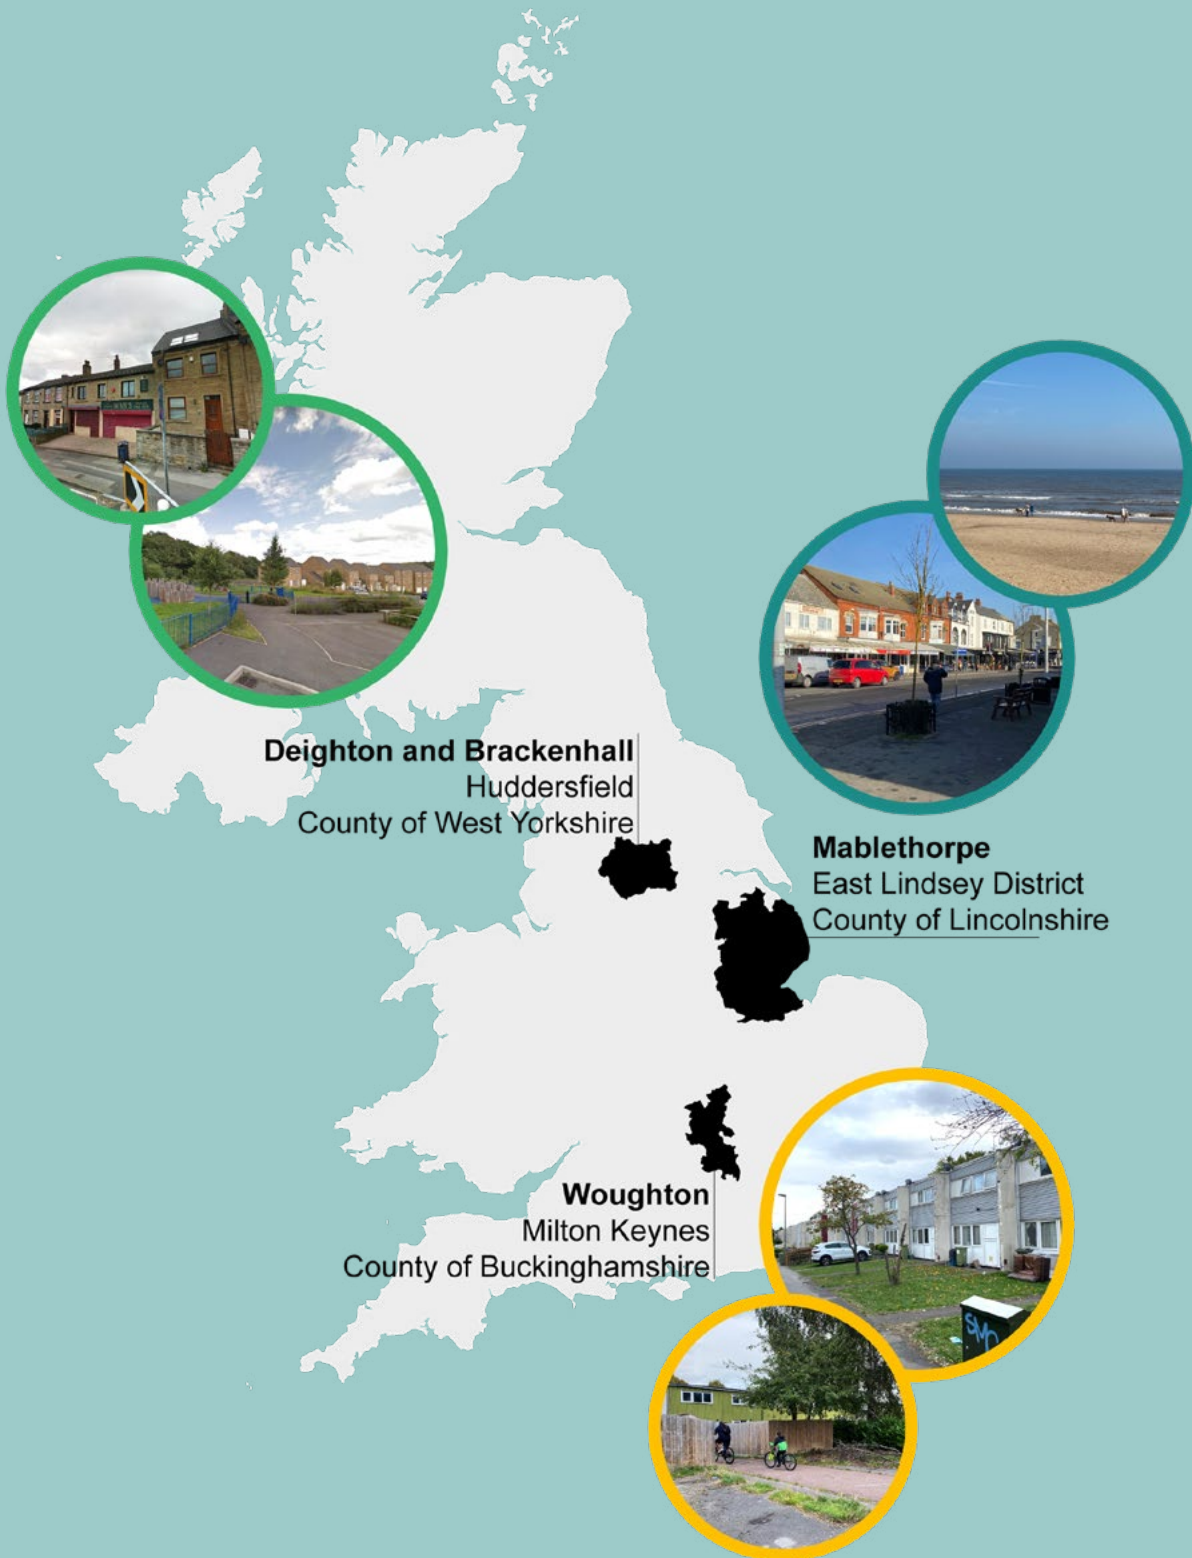 Deighton and Brackenhall
Huddersfield
County of West Yorkshire
Mablethorpe
East Lindsey District
County of Lincolnshire
Woughton
Milton Keynes
County of Buckinghamshire